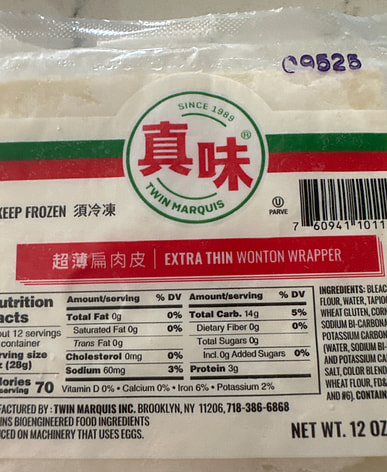 09525
SINCE 1989
真味®
TWIN MARQUIS
KEEP FROZEN 須冷凍
U
PARVE
7 60941 1011
超薄扁肉皮 | EXTRA THIN WONTON WRAPPER
Nutrition
Facts
out 12 servings
container
rving size
(28g)
lories
serving 70
Amount/serving % DV
Total Fat 0g 0%
Saturated Fat 0g 0%
Trans Fat 0g
Cholesterol 0mg 0%
Sodium 60mg 3%
Amount/serving % DV
Total Carb. 14g 5%
Dietary Fiber 0g 0%
Total Sugars 0g
Incl. 0g Added Sugars 0%
Protein 3g
Vitamin D 0% • Calcium 0% • Iron 6% • Potassium 2%
INGREDIENTS: BLEAC
FLOUR, WATER, TAPIO
WHEAT GLUTEN, CORN
SODIUM BI-CARBON
POTASSIUM CARBON
(WATER, SODIUM B
AND POTASSIUM CA
SALT, COLOR BLEND
WHEAT FLOUR, FD&
AND #6). CONTAIN
FACTURED BY: TWIN MARQUIS INC. BROOKLYN, NY 11206, 718-386-6868
INS BIOENGINEERED FOOD INGREDIENTS
UCED ON MACHINERY THAT USES EGGS.
NET WT. 12 OZ